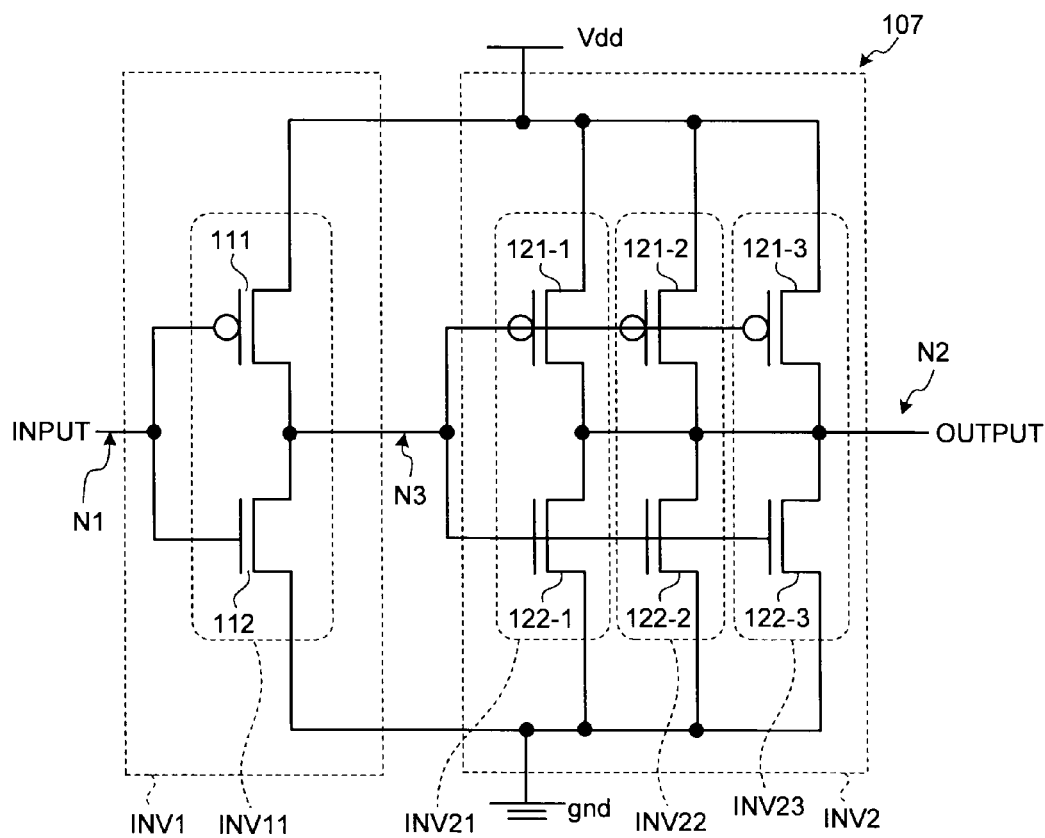 107
Vdd
111
121-1
121-2
121-3
N2
INPUT
OUTPUT
N1
N3
112
122-1
122-2
122-3
gnd
INV1
INV11
INV21
INV22
INV23
INV2